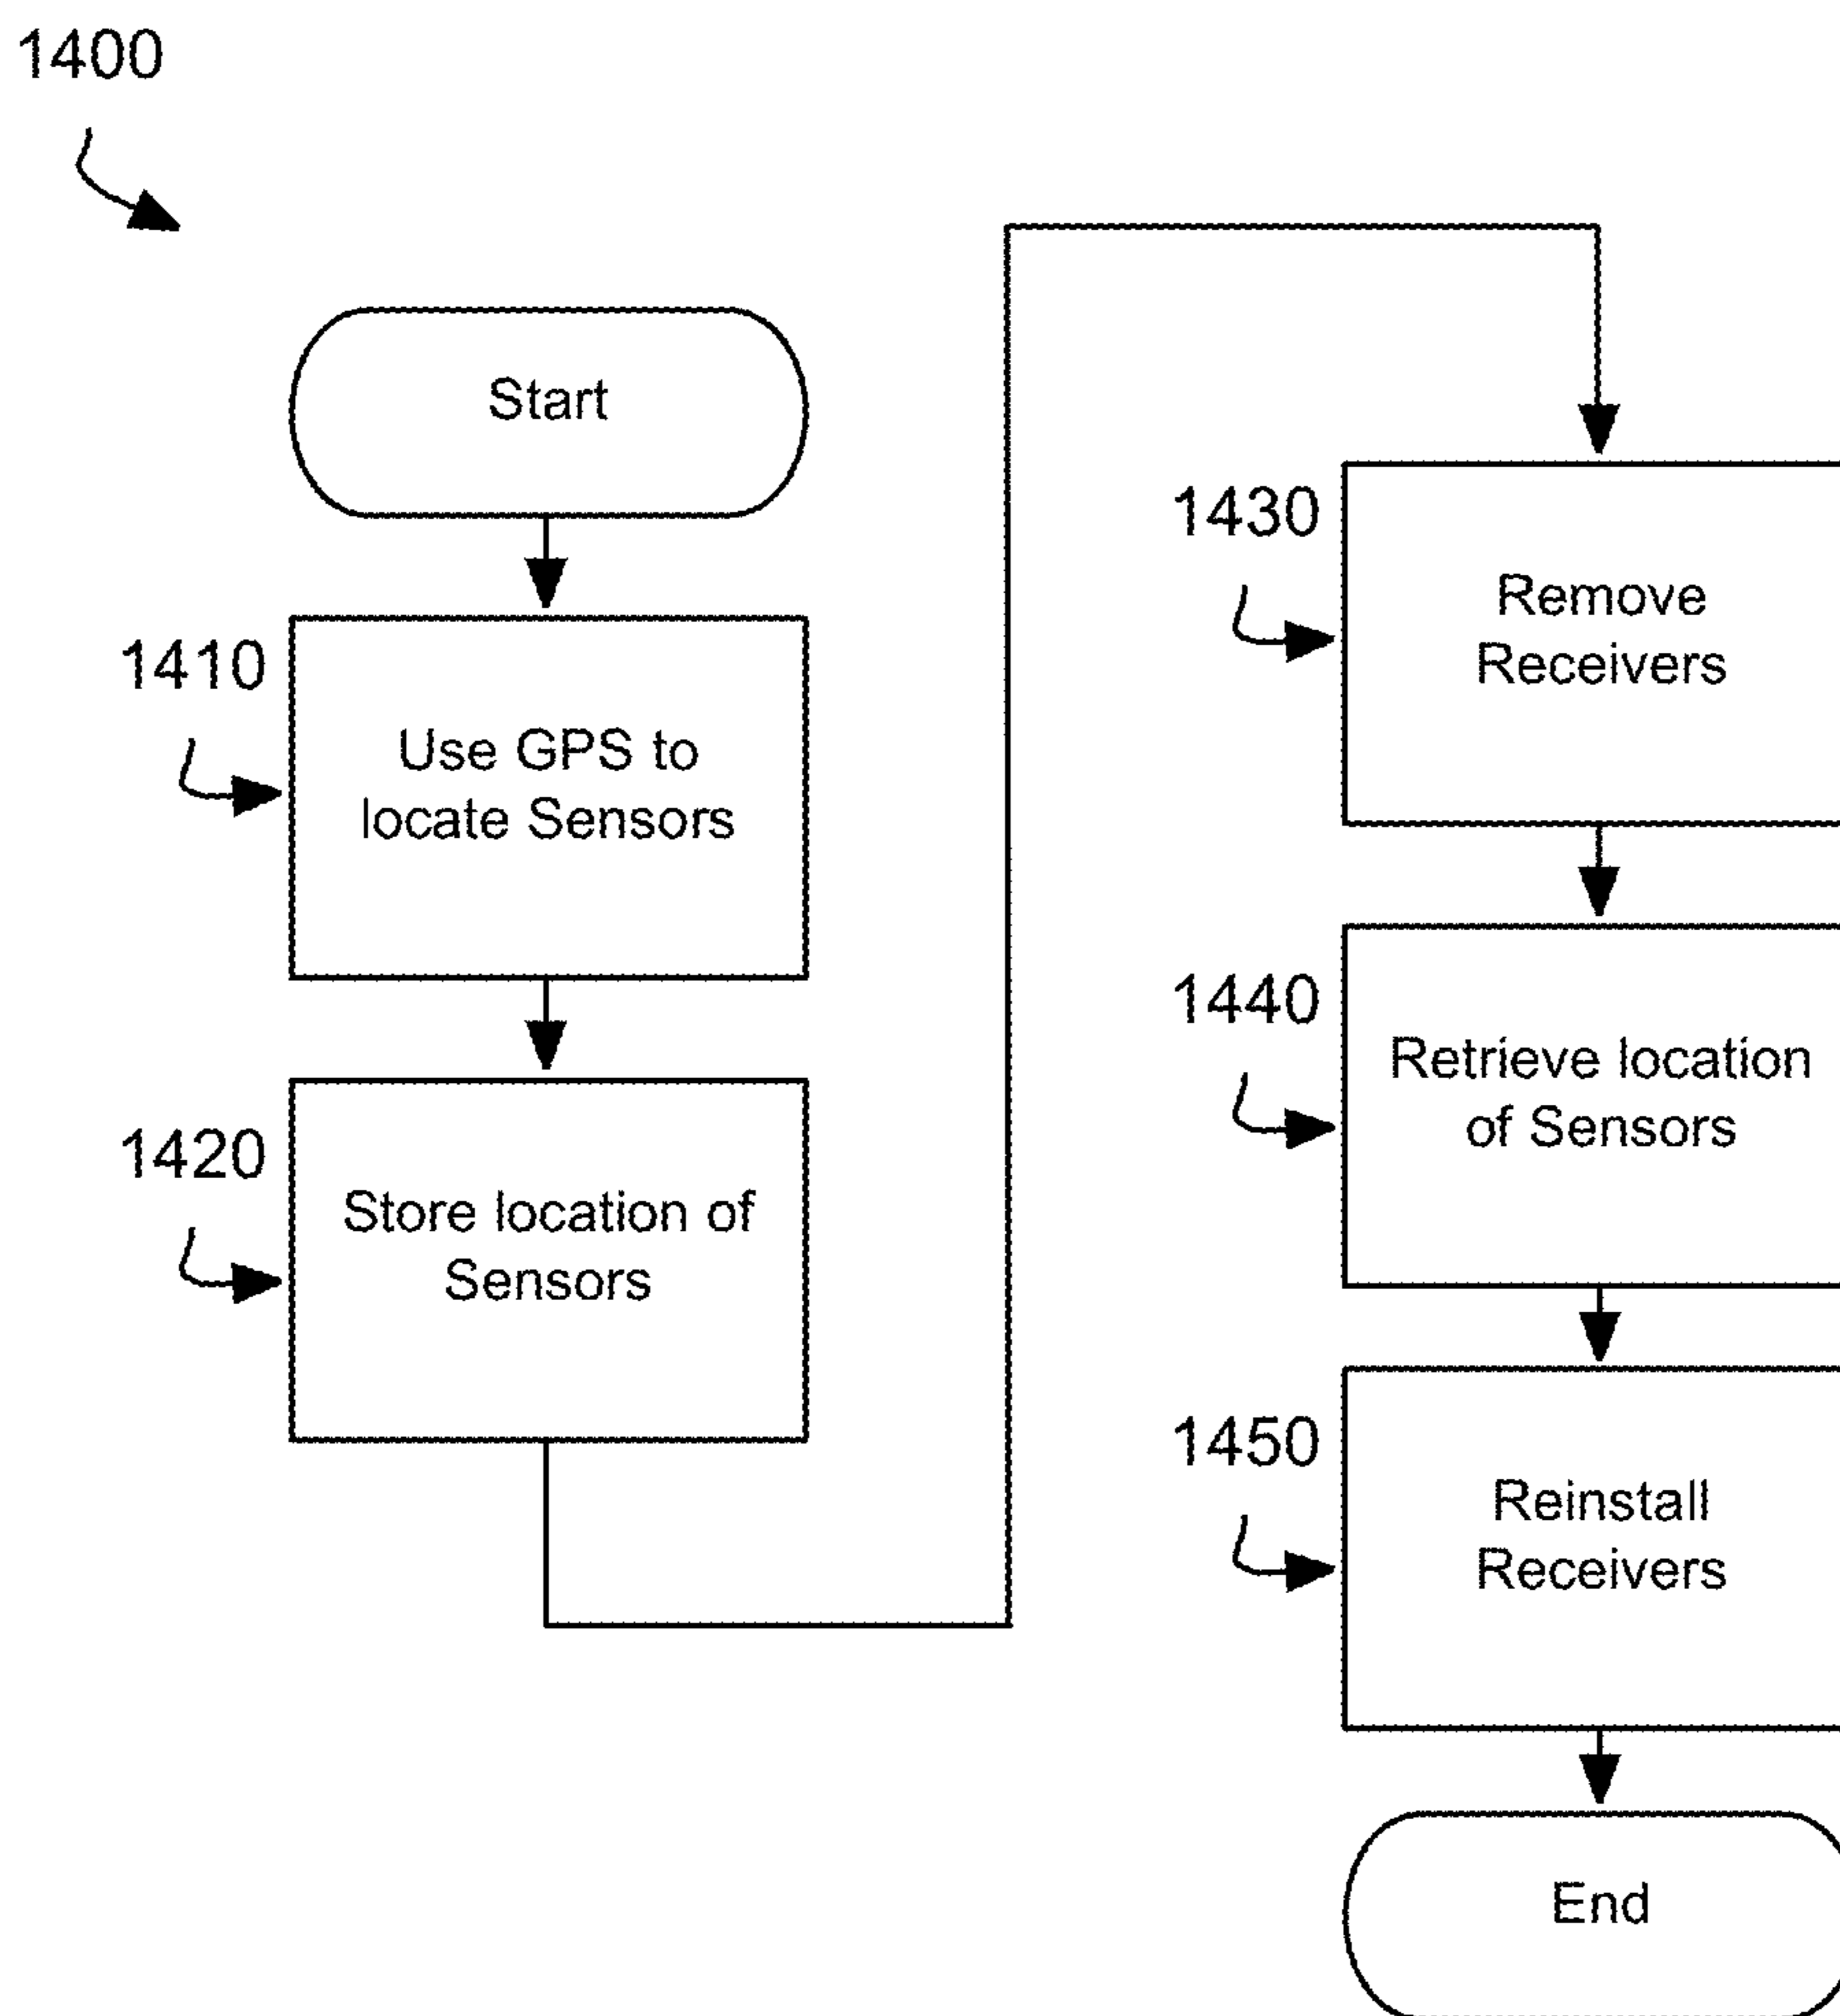 1400
Start
1410
Use GPS to
locate Sensors
1420
Store location of
Sensors
1430
Remove
Receivers
1440
Retrieve location
of Sensors
1450
Reinstall
Receivers
End